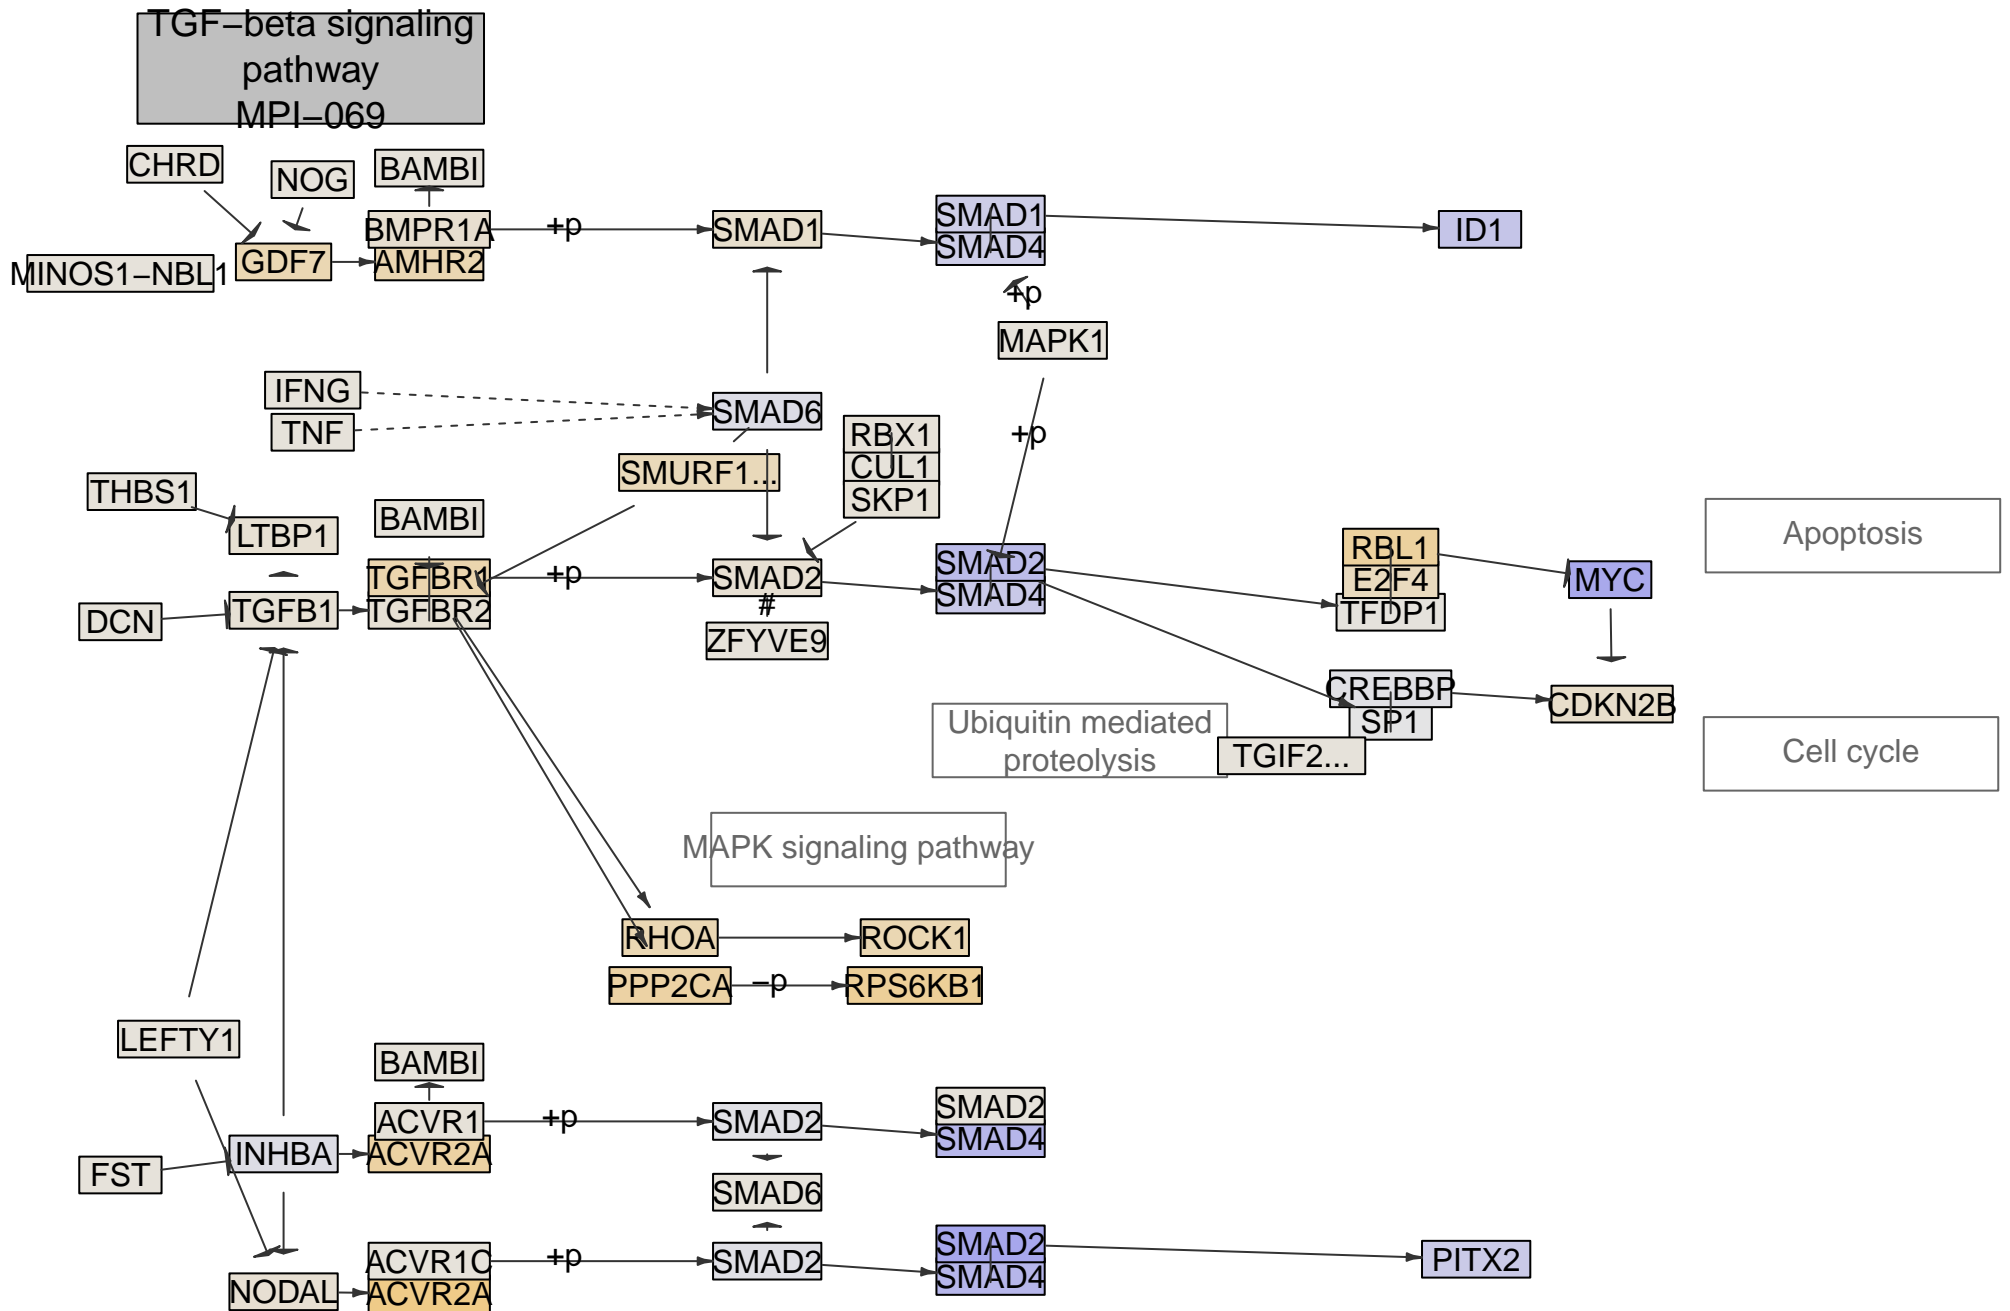 TGF−beta signaling
pathway
MPI−069
CHRD
NOG
BAMBI
MINOS1−NBL1
GDF7
BMPR1A
AMHR2
+p
SMAD1
SMAD1
SMAD4
ID1
+p
MAPK1
IFNG
TNF
SMAD6
+p
SMURF1...
RBX1
CUL1
SKP1
THBS1
LTBP1
BAMBI
DCN
TGFB1
TGFBR1
TGFBR2
+p
SMAD2
#
ZFYVE9
SMAD2
SMAD4
RBL1
E2F4
TFDP1
MYC
Apoptosis
CREBBP
SP1
TGIF2...
CDKN2B
Cell cycle
Ubiquitin mediated
proteolysis
MAPK signaling pathway
RHOA
ROCK1
PPP2CA
−p
RPS6KB1
LEFTY1
BAMBI
FST
INHBA
ACVR1
ACVR2A
+p
SMAD2
SMAD2
SMAD4
SMAD6
NODAL
ACVR1C
ACVR2A
+p
SMAD2
SMAD2
SMAD4
PITX2